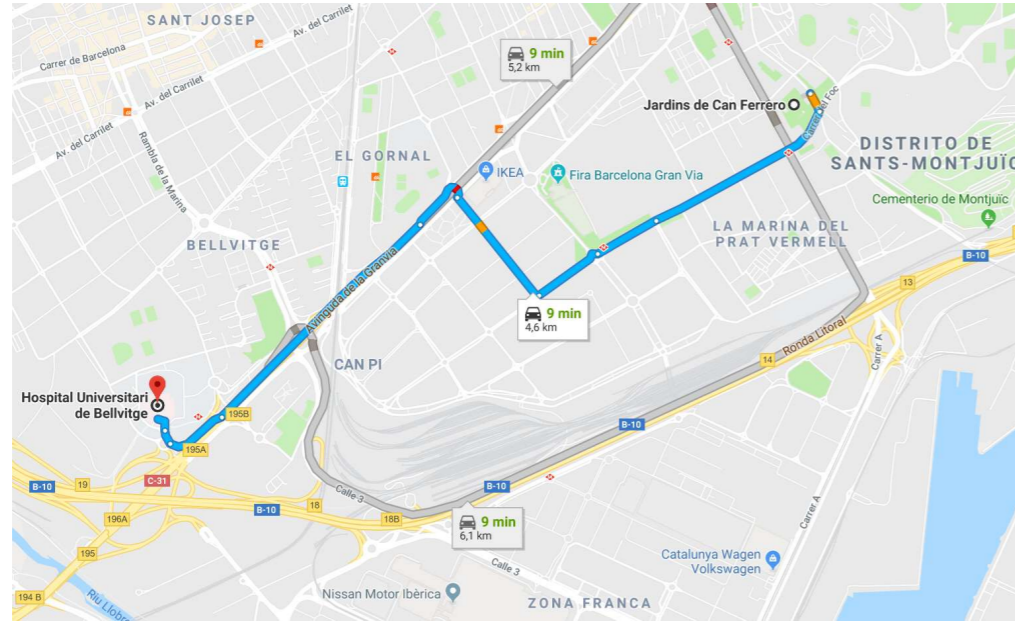 SANT JOSEP
Av. del Carrilet
Carrer de Barcelona
9 min
5,2 km
Av. del Carrilet
Jardins de Can Ferrero
Carrer del Foc
Av. del Carrilet
Rambla de la Marina
EL GORNAL
IKEA
Fira Barcelona Gran Via
DISTRITO DE
SANTS-MONTJUÏC
Cementerio de Montjuïc
BELLVITGE
LA MARINA DEL
PRAT VERMELL
B-10
13
Avinguda de la Granvia
9 min
4,6 km
Ronda Litoral
Carrer A
14
CAN PI
Hospital Universitari
de Bellvitge
195B
B-10
195A
C-31
B-10
19
B-10
Calle 3
B-10
18
18B
196A
9 min
6,1 km
Carrer A
195
Calle 3
Catalunya Wagen
Volkswagen
194 B
Riu Llobre
Nissan Motor Ibèrica
ZONA FRANCA